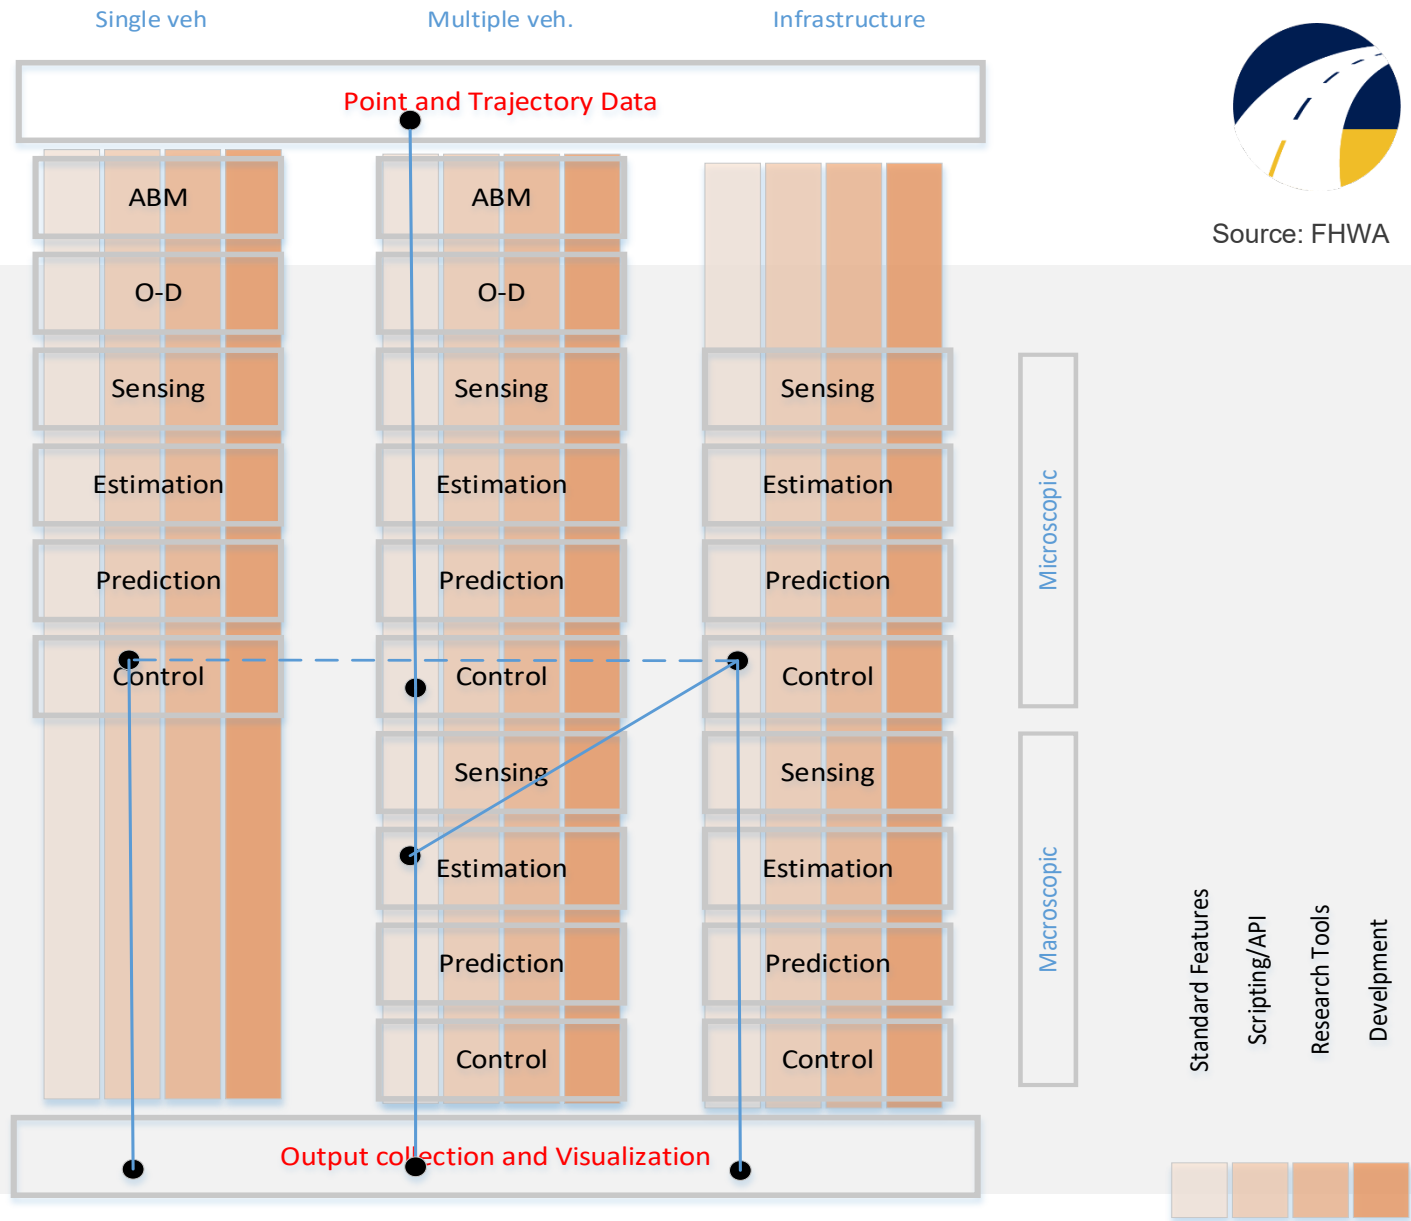 Single veh
Multiple veh.
Infrastructure
Point and Trajectory Data
Source: FHWA
ABM
ABM
O-D
O-D
Sensing
Sensing
Sensing
Estimation
Estimation
Estimation
Prediction
Prediction
Prediction
Control
Control
Control
Microscopic
Sensing
Sensing
Estimation
Estimation
Prediction
Prediction
Control
Control
Macroscopic
Standard Features
Scripting/API
Research Tools
Develpment
Output collection and Visualization